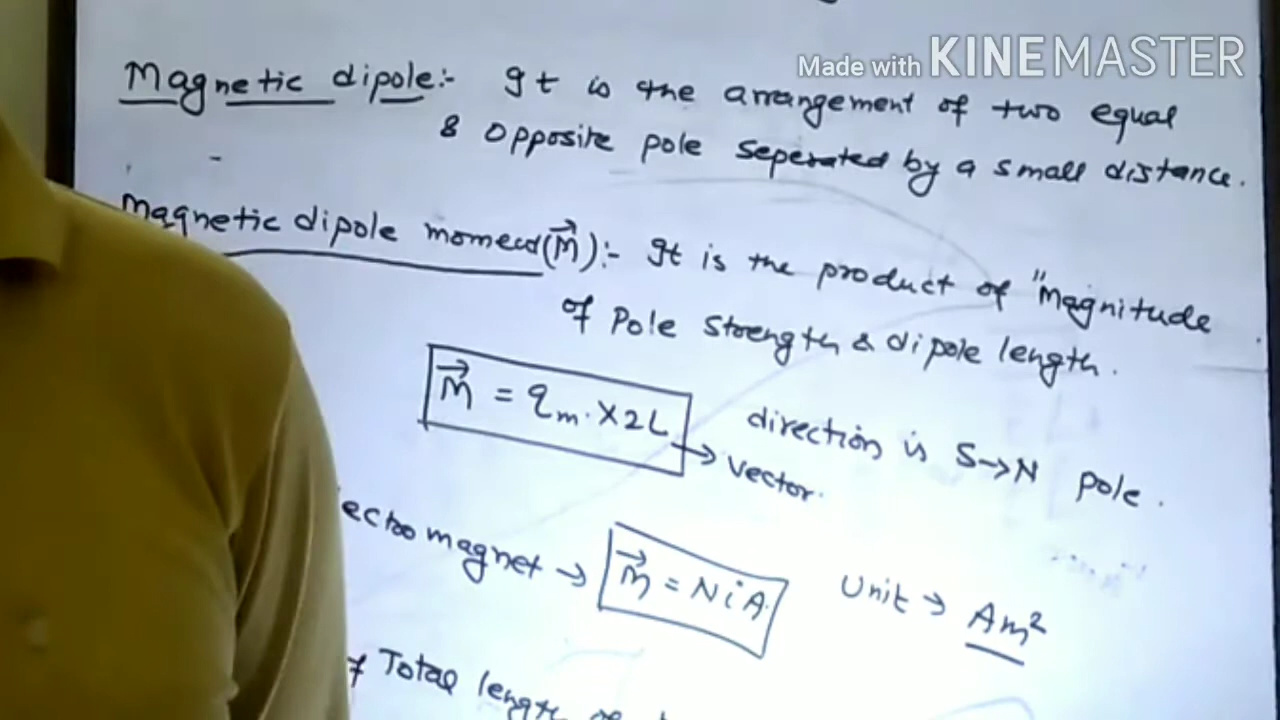 Made with KINEMASTER
Magnetic dipole:- It is the arrangement of two equal
& opposite pole seperated by a small distance.
Magnetic dipole moment (M⃗):- It is the product of "Magnitude
of Pole Strength & dipole length.
M⃗ = qm. × 2L → Vector. direction is S→N pole.
ectromagnet → M⃗ = NiA. Unit → Am²
Total length